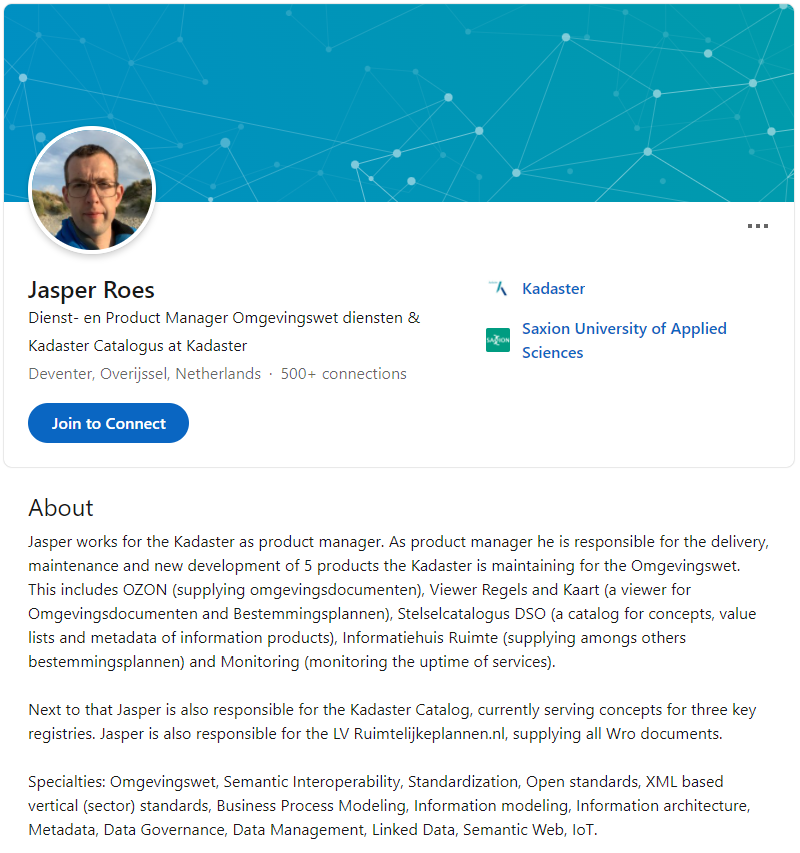 Jasper Roes
Dienst- en Product Manager Omgevingswet diensten &
Kadaster Catalogus at Kadaster
Deventer, Overijssel, Netherlands · 500+ connections
Join to Connect
Kadaster
SAXION
Saxion University of Applied
Sciences
About
Jasper works for the Kadaster as product manager. As product manager he is responsible for the delivery,
maintenance and new development of 5 products the Kadaster is maintaining for the Omgevingswet.
This includes OZON (supplying omgevingsdocumenten), Viewer Regels and Kaart (a viewer for
Omgevingsdocumenten and Bestemmingsplannen), Stelselcatalogus DSO (a catalog for concepts, value
lists and metadata of information products), Informatiehuis Ruimte (supplying amongs others
bestemmingsplannen) and Monitoring (monitoring the uptime of services).
Next to that Jasper is also responsible for the Kadaster Catalog, currently serving concepts for three key
registries. Jasper is also responsible for the LV Ruimtelijkeplannen.nl, supplying all Wro documents.
Specialties: Omgevingswet, Semantic Interoperability, Standardization, Open standards, XML based
vertical (sector) standards, Business Process Modeling, Information modeling, Information architecture,
Metadata, Data Governance, Data Management, Linked Data, Semantic Web, IoT.